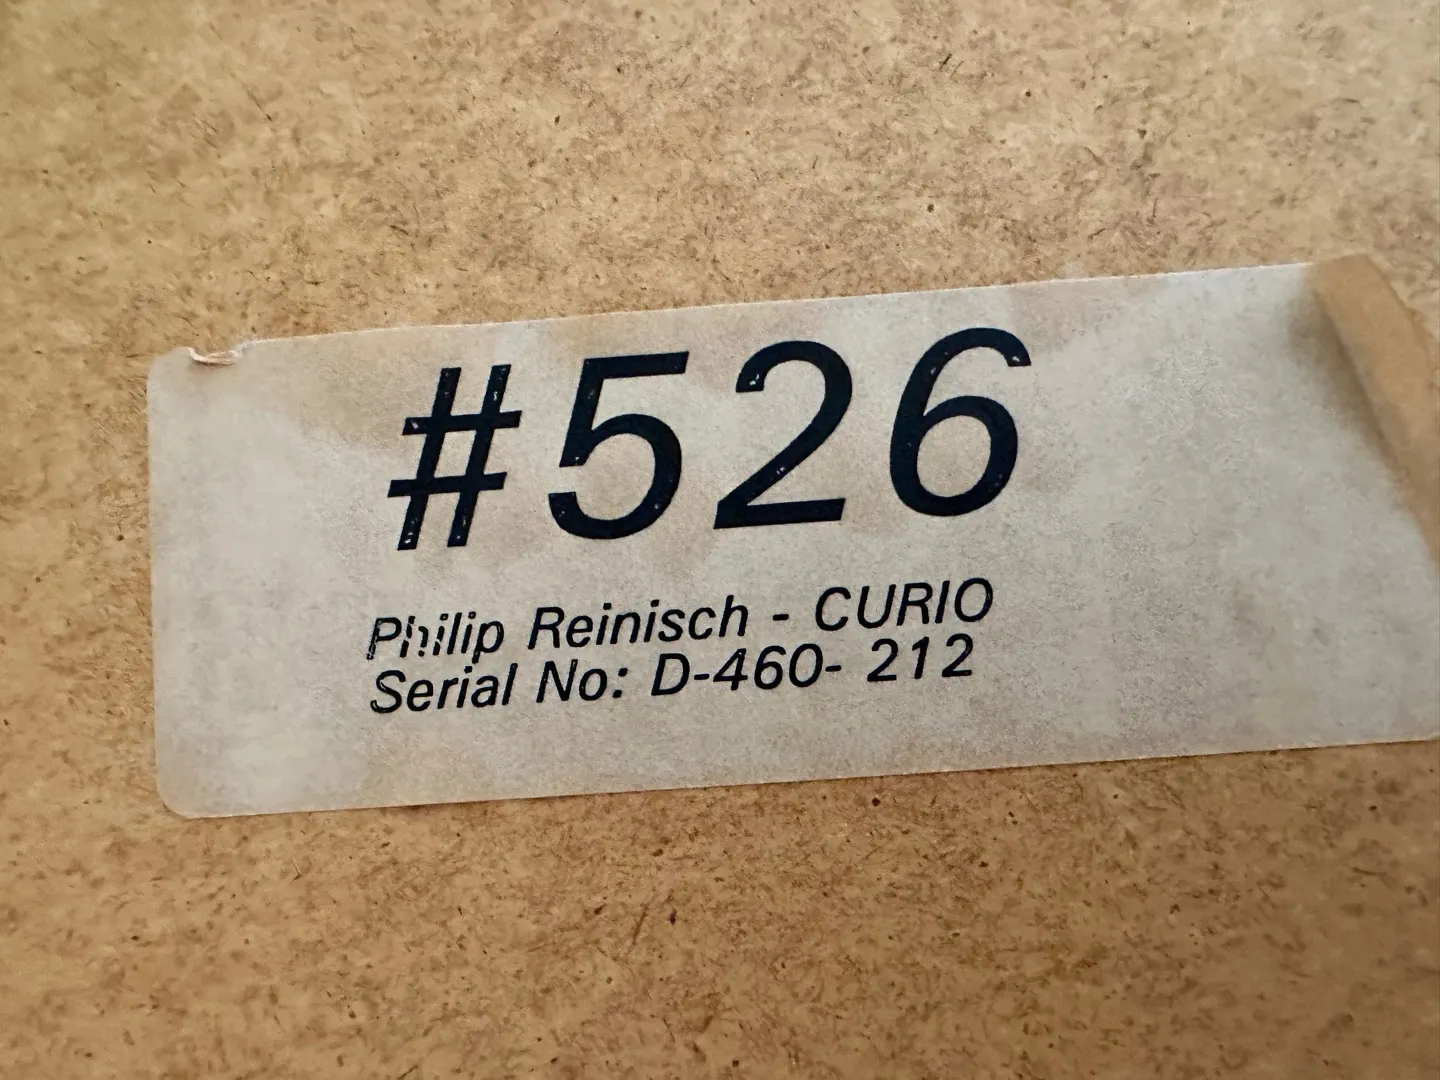 #526
Philip Reinisch - CURIO
Serial No: D-460- 212